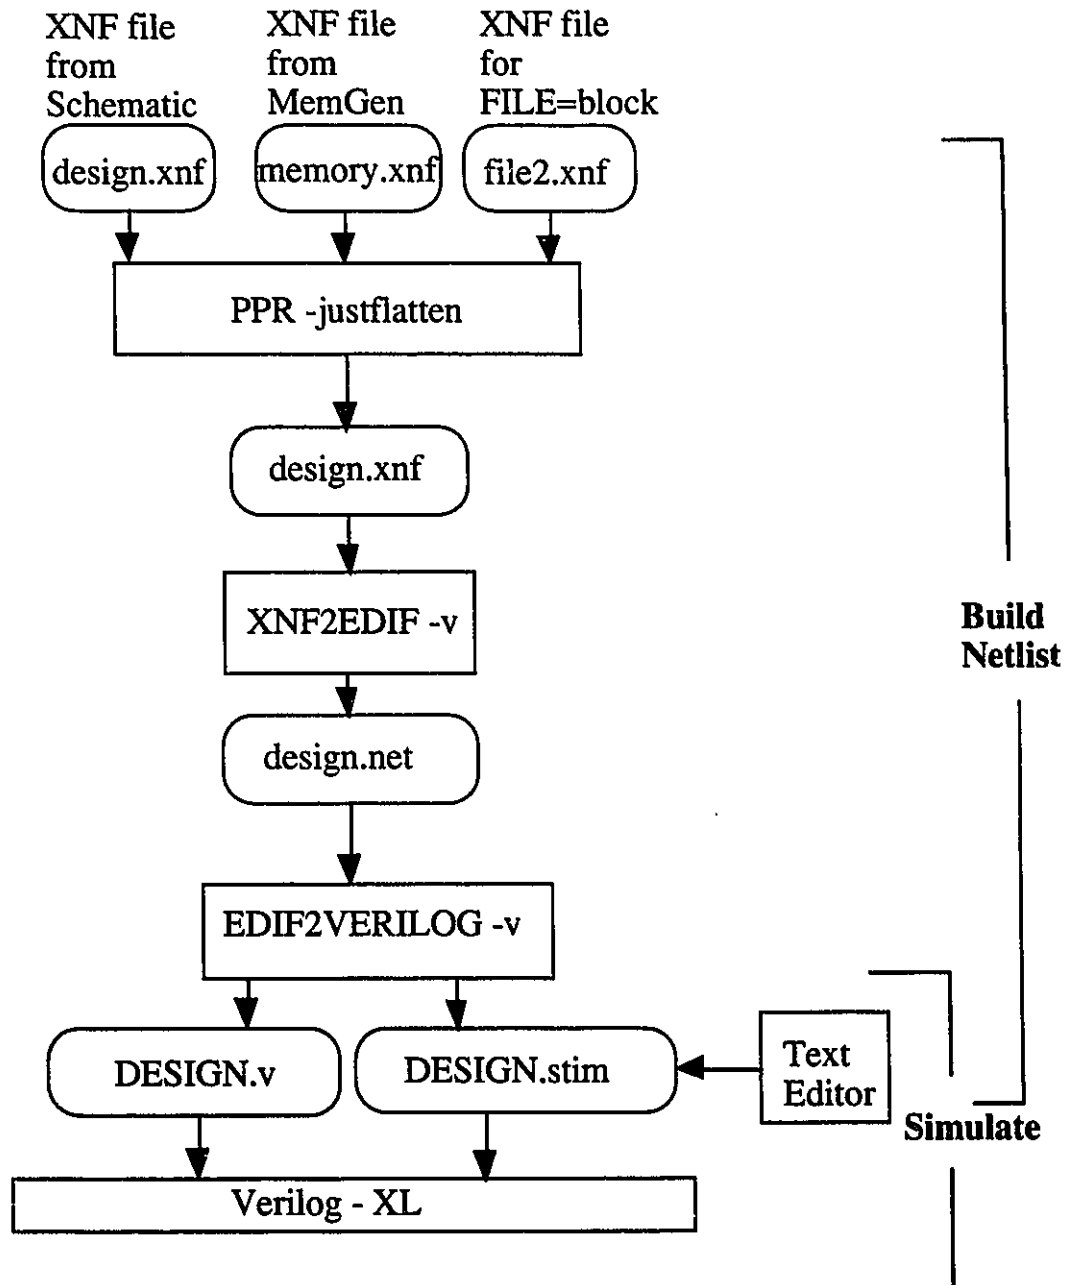 XNF file
from
Schematic
XNF file
from
MemGen
XNF file
for
FILE=block
design.xnf
memory.xnf
file2.xnf
PPR -justflatten
design.xnf
XNF2EDIF -v
Build
Netlist
design.net
EDIF2VERILOG -v
DESIGN.v
DESIGN.stim
Text
Editor
Simulate
Verilog - XL